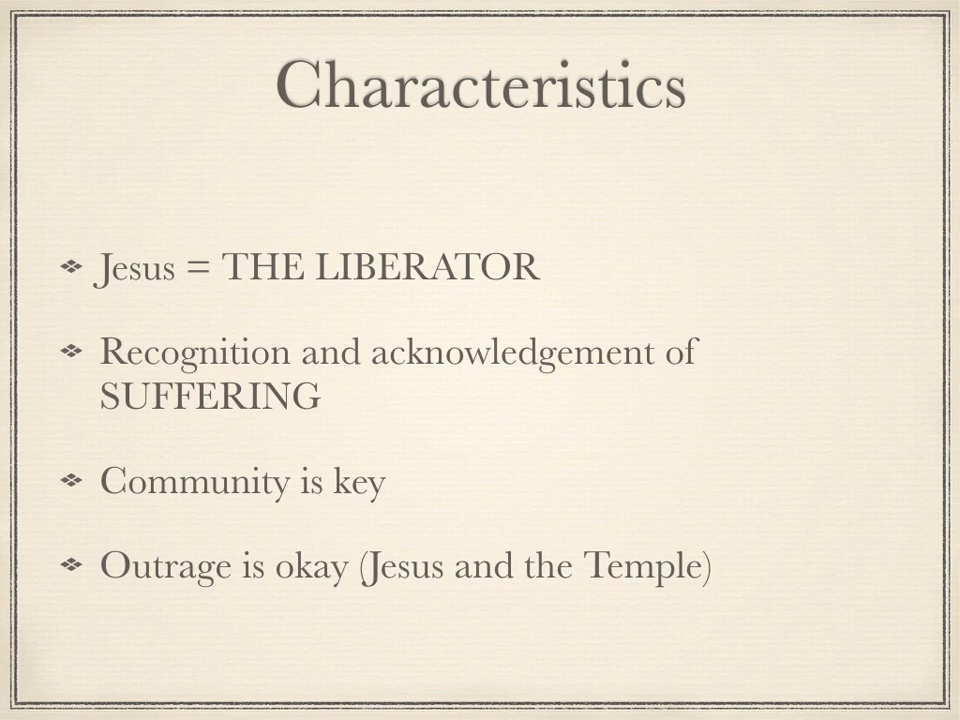 Characteristics
Jesus = THE LIBERATOR
Recognition and acknowledgement of
SUFFERING
Community is key
Outrage is okay (Jesus and the Temple)